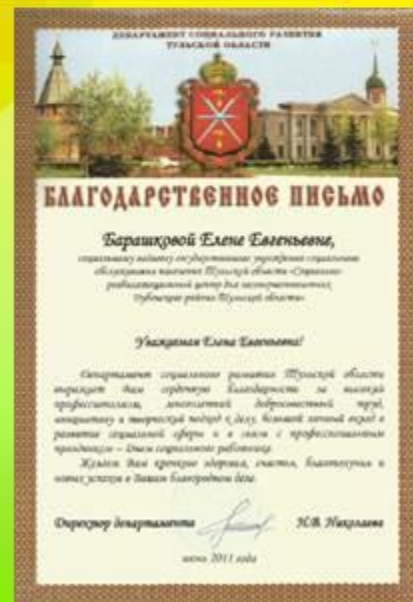 ДЕПАРТАМЕНТ СОЦИАЛЬНОГО РАЗВИТИЯ
ТУЛЬСКОЙ ОБЛАСТИ
БЛАГОДАРСТВЕННОЕ ПИСЬМО
Барашковой Елене Евгеньевне,
социальному педагогу государственного учреждения социального
обслуживания населения Тульской области «Социально-
реабилитационный центр для несовершеннолетних
Дубенского района Тульской области»
Уважаемая Елена Евгеньевна!
Департамент социального развития Тульской области
выражает Вам сердечную благодарность за высокий
профессионализм, многолетний добросовестный труд,
инициативу и творческий подход к делу, большой личный вклад в
развитие социальной сферы и в связи с профессиональным
праздником – Днем социального работника.
Желаем Вам крепкого здоровья, счастья, благополучия и
новых успехов в Вашем благородном деле.
Директор департамента Н.В. Николаева
июнь 2011 года